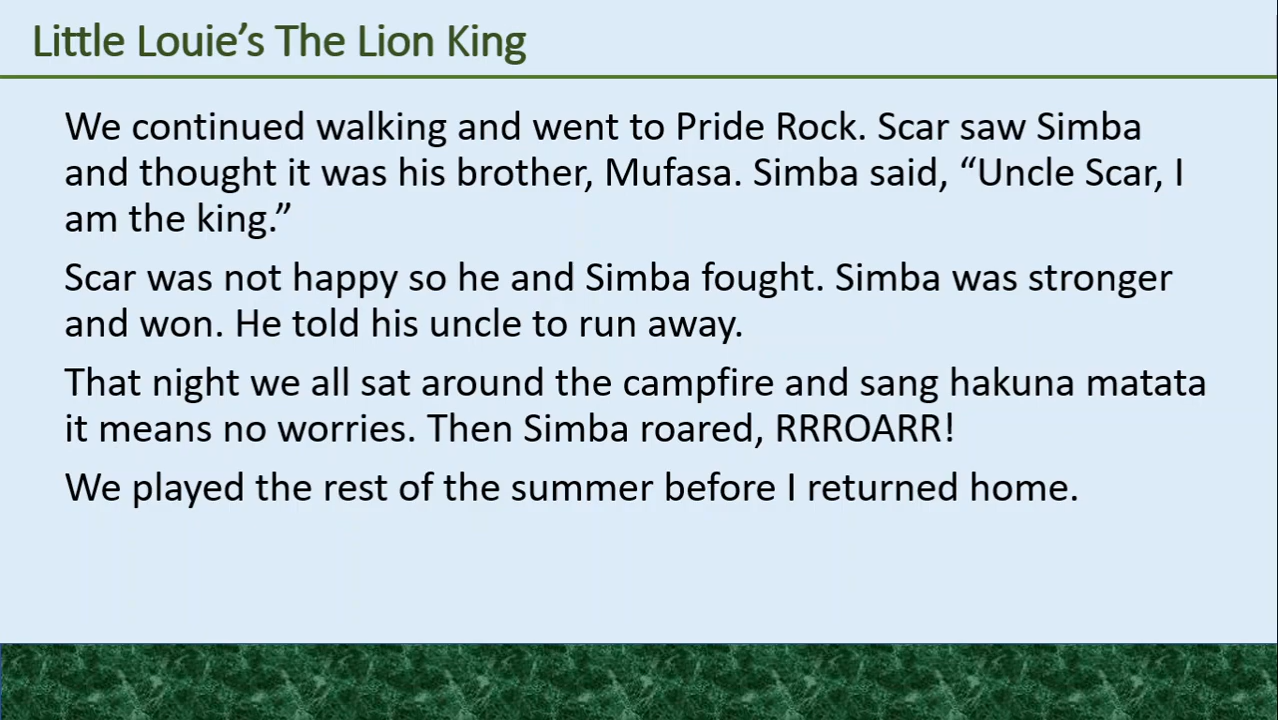 Little Louie’s The Lion King
We continued walking and went to Pride Rock. Scar saw Simba
and thought it was his brother, Mufasa. Simba said, “Uncle Scar, I
am the king.”
Scar was not happy so he and Simba fought. Simba was stronger
and won. He told his uncle to run away.
That night we all sat around the campfire and sang hakuna matata
it means no worries. Then Simba roared, RRROARR!
We played the rest of the summer before I returned home.